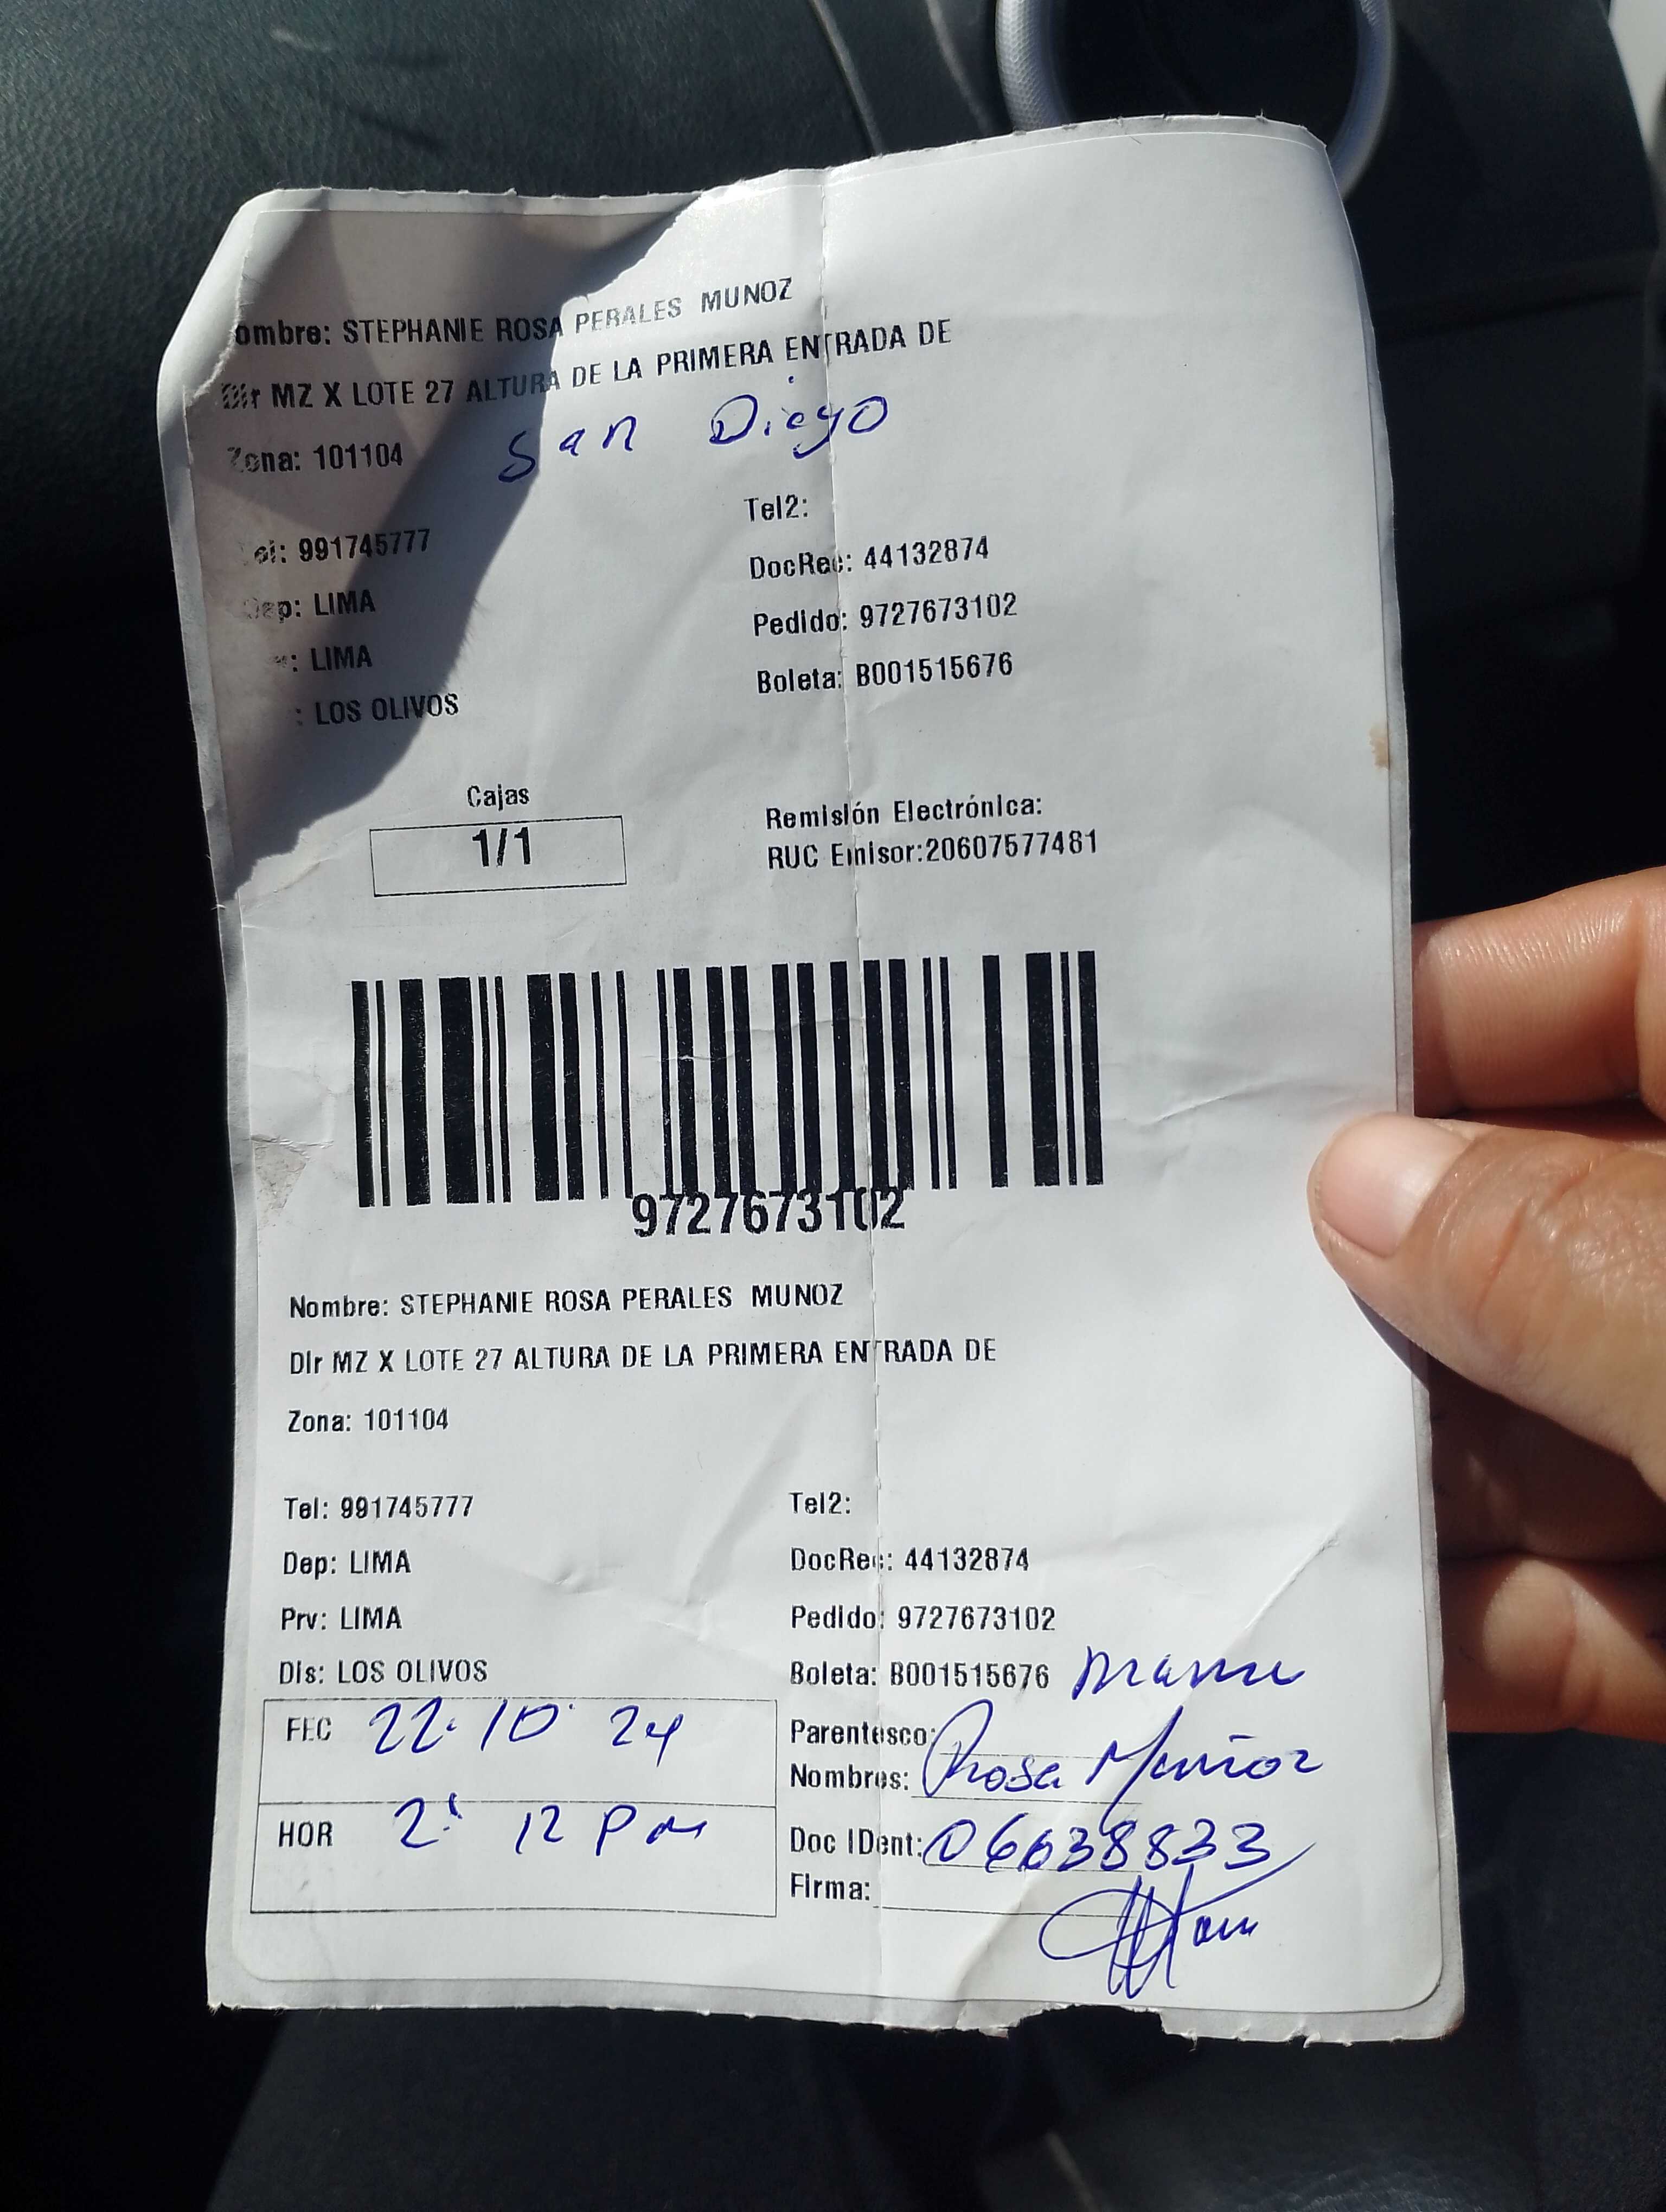 ombre: STEPHANIE ROSA PERALES MUNOZ
Dir MZ X LOTE 27 ALTURA DE LA PRIMERA ENTRADA DE
San Diego
Zona: 101104
Tel2:
el: 991745777
DocRec: 44132874
Dep: LIMA
Pedido: 9727673102
: LIMA
Boleta: B001515676
: LOS OLIVOS
Cajas
1/1
Remisión Electrónica:
RUC Emisor:20607577481
9727673102
Nombre: STEPHANIE ROSA PERALES MUNOZ
Dir MZ X LOTE 27 ALTURA DE LA PRIMERA ENTRADA DE
Zona: 101104
Tel: 991745777 Tel2:
Dep: LIMA DocRec: 44132874
Prv: LIMA Pedido: 9727673102
Dis: LOS OLIVOS Boleta: B001515676
FEC 22.10.24 Parentesco:
Nombres: Rosa Muñoz
HOR 2: 12 Pm Doc IDent: 06638833
Firma: